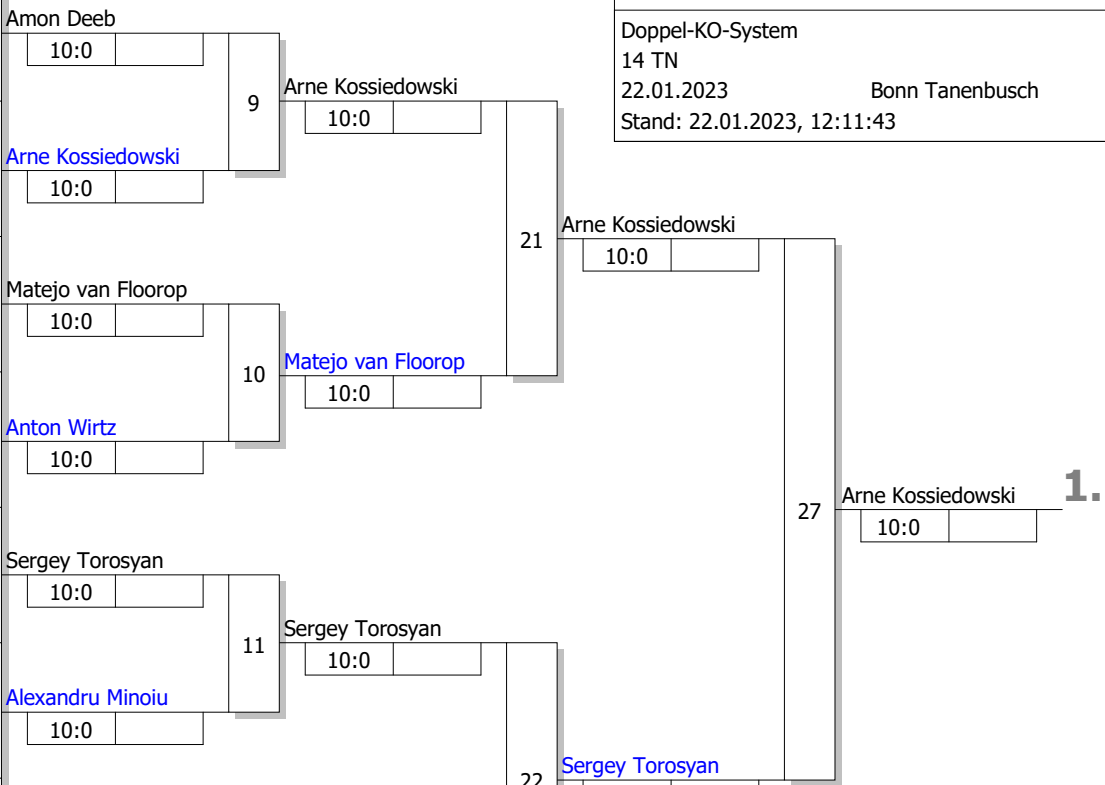 Amon Deeb
10:0
Doppel-KO-System
14 TN
22.01.2023 Bonn Tanenbusch
Stand: 22.01.2023, 12:11:43
9
Arne Kossiedowski
10:0
Arne Kossiedowski
10:0
21
Arne Kossiedowski
10:0
Matejo van Floorop
10:0
10
Matejo van Floorop
10:0
Anton Wirtz
10:0
27
Arne Kossiedowski
10:0
1.
Sergey Torosyan
10:0
11
Sergey Torosyan
10:0
Alexandru Minoiu
10:0
22
Sergey Torosyan